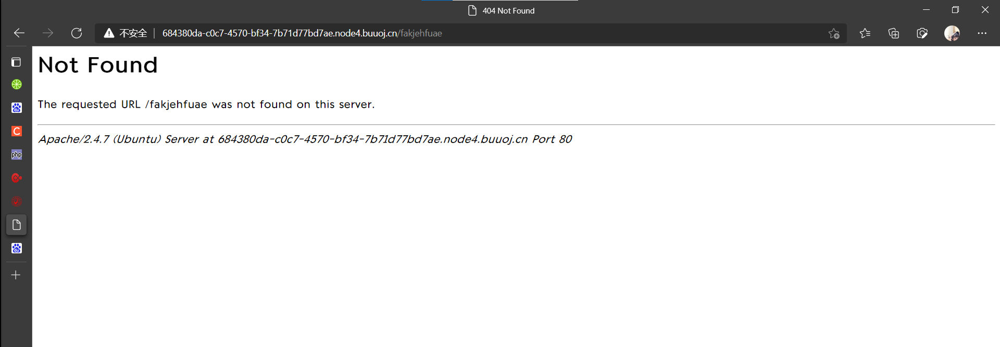 404 Not Found
不安全 684380da-c0c7-4570-bf34-7b71d77bd7ae.node4.buuoj.cn/fakjehfuae
Not Found
du
The requested URL /fakjehfuae was not found on this server.
C
Apache/2.4.7 (Ubuntu) Server at 684380da-c0c7-4570-bf34-7b71d77bd7ae.node4.buuoj.cn Port 80
php
du